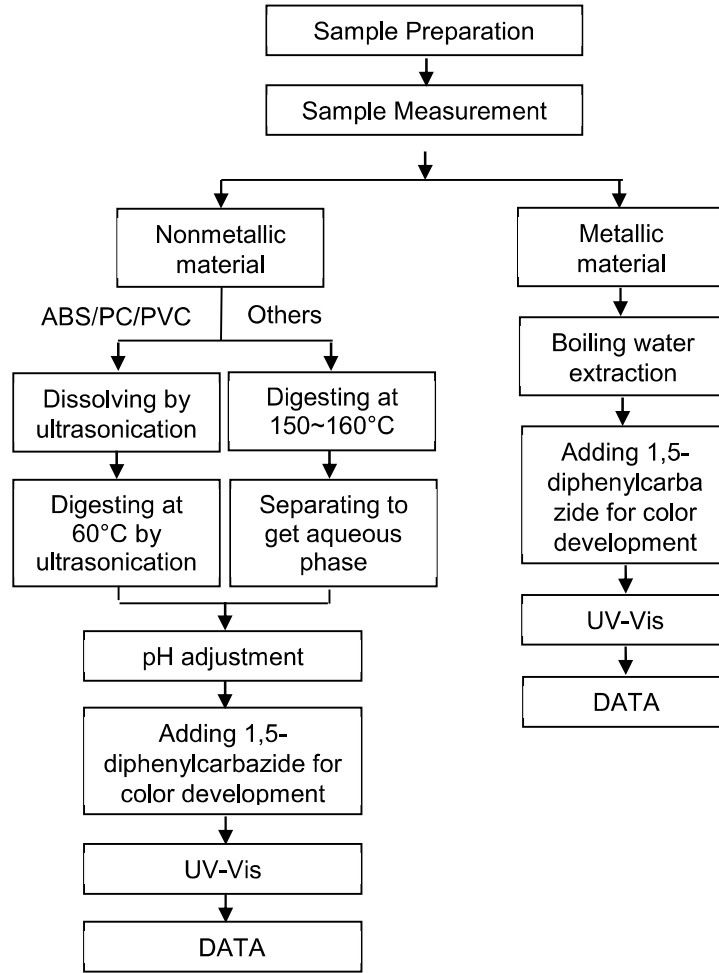 Sample Preparation
Sample Measurement
Nonmetallic
material
Metallic
material
ABS/PC/PVC
Others
Boiling water
extraction
Dissolving by
ultrasonication
Digesting at
150~160°C
Adding 1,5-
diphenylcarba
zide for color
development
Digesting at
60°C by
ultrasonication
Separating to
get aqueous
phase
UV-Vis
pH adjustment
DATA
Adding 1,5-
diphenylcarbazide for
color development
UV-Vis
DATA